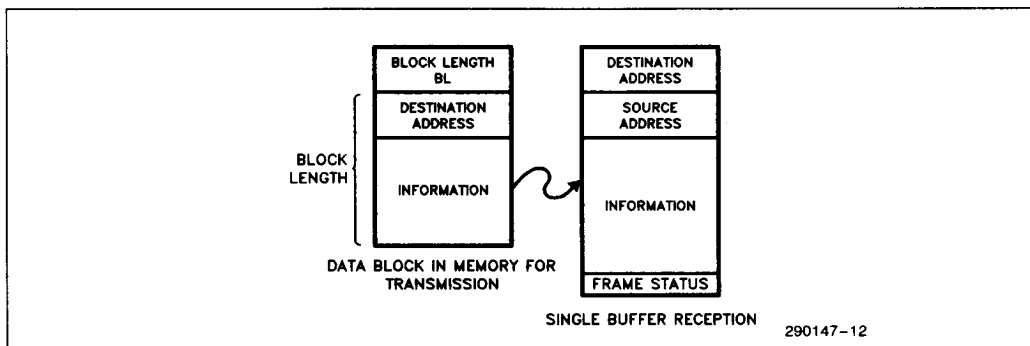 BLOCK LENGTH
BL
DESTINATION
ADDRESS
INFORMATION
BLOCK
LENGTH
DATA BLOCK IN MEMORY FOR
TRANSMISSION
DESTINATION
ADDRESS
SOURCE
ADDRESS
INFORMATION
FRAME STATUS
SINGLE BUFFER RECEPTION
290147-12